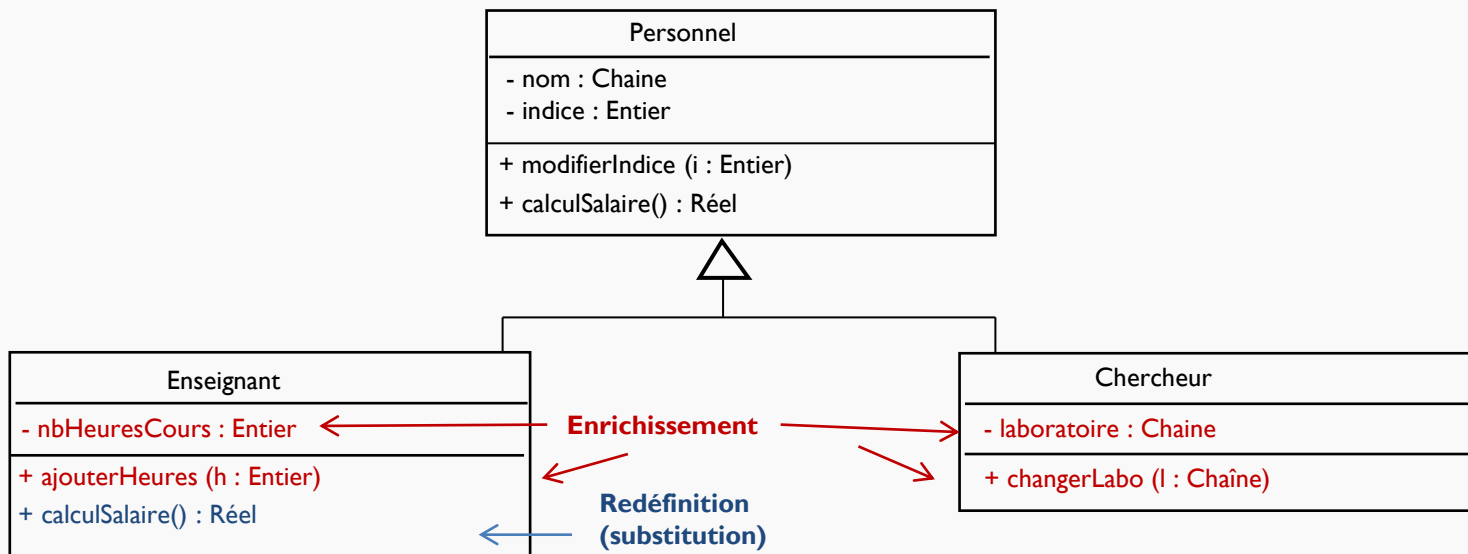 Personnel
- nom : Chaine
- indice : Entier
+ modifierIndice (i : Entier)
+ calculSalaire() : Réel
Enseignant
- nbHeuresCours : Entier
+ ajouterHeures (h : Entier)
+ calculSalaire() : Réel
Enrichissement
Redéfinition
(substitution)
Chercheur
- laboratoire : Chaine
+ changerLabo (l : Chaîne)